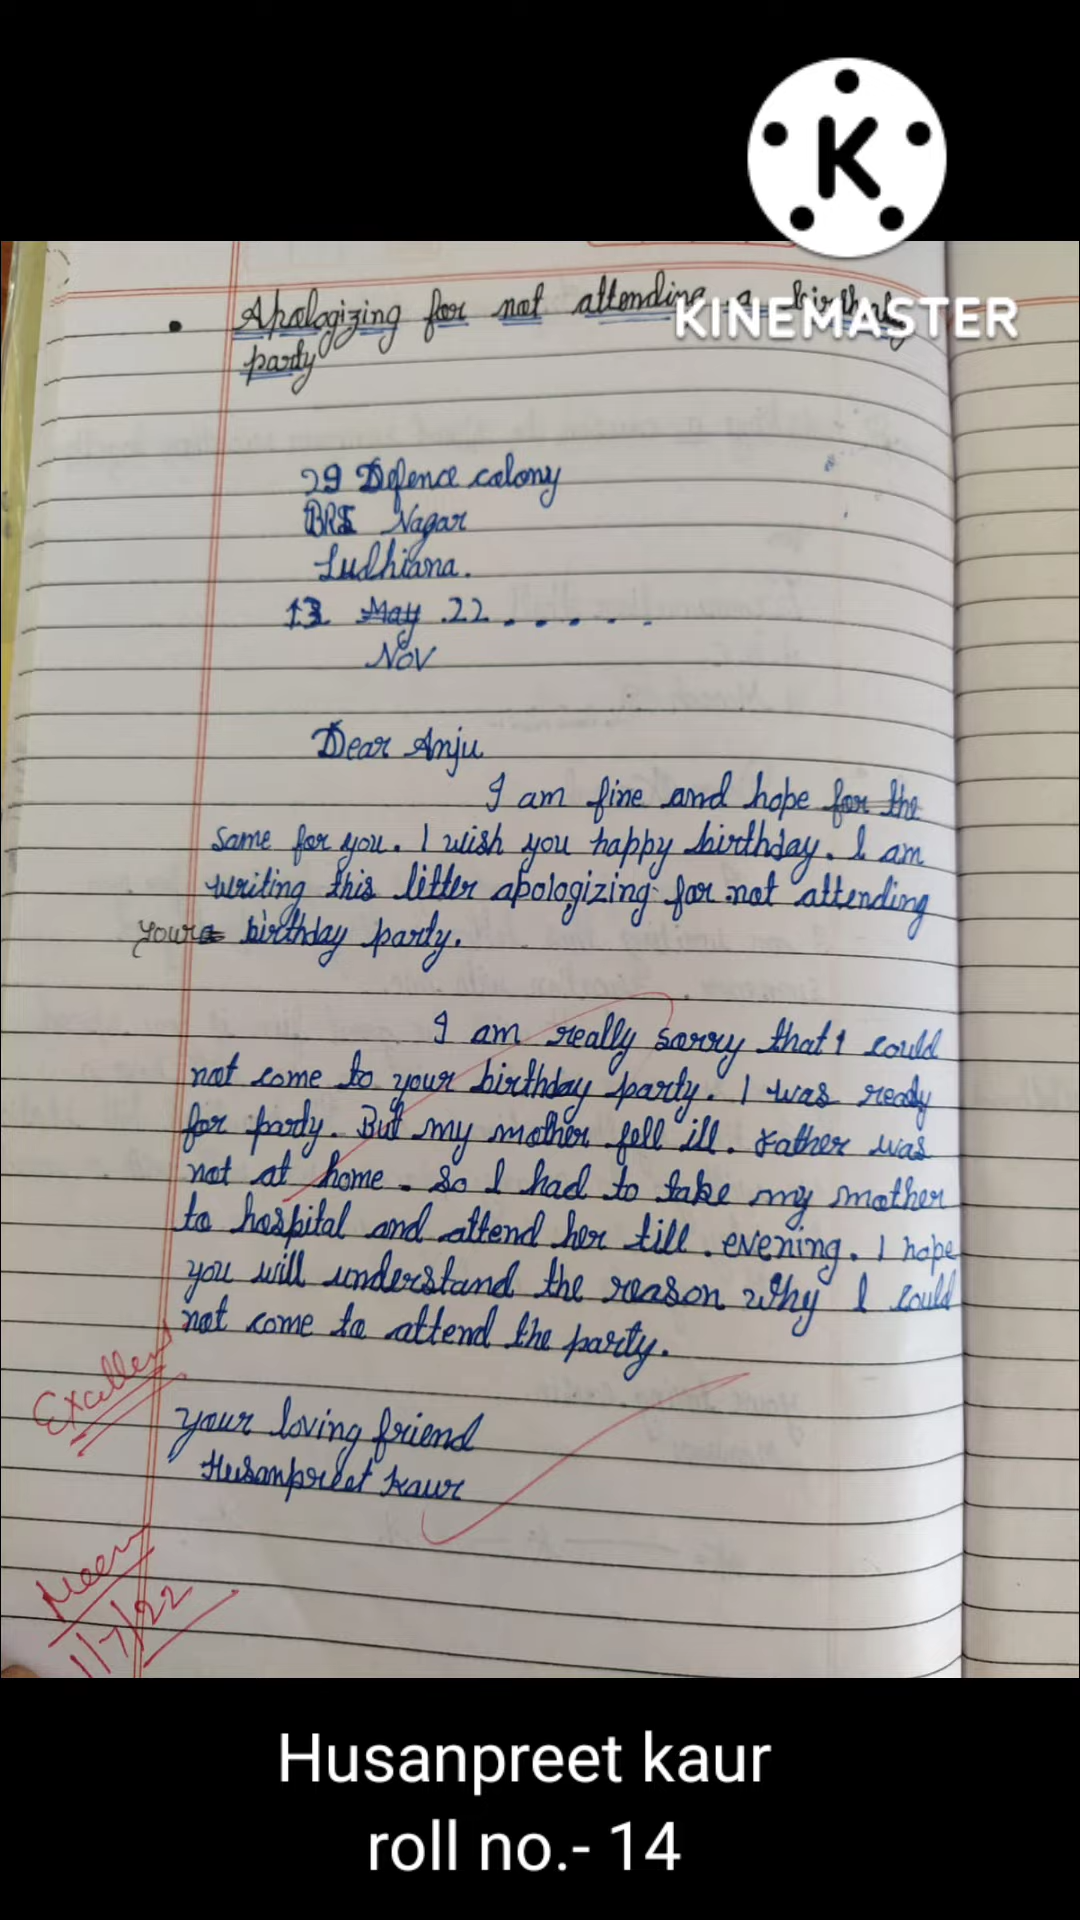 K
KINEMASTER
Apologizing for not attending a birthday
party
29 Defence colony
BRS Nagar
Ludhiana.
13 May .22 . . . . .
Nov
Dear Anju
I am fine and hope for the
same for you. I wish you happy birthday. I am
writing this litter apologizing for not attending
your birthday party.
I am really sorry that I could
not come to your birthday party. I was ready
for party. But my mother fell ill. Father was
not at home. So I had to take my mother
to hospital and attend her till. evening. I hope
you will understand the reason why I could
not come to attend the party.
Excellent
your loving friend
Husanpreet kaur
1/7/22
Husanpreet kaur
roll no.- 14